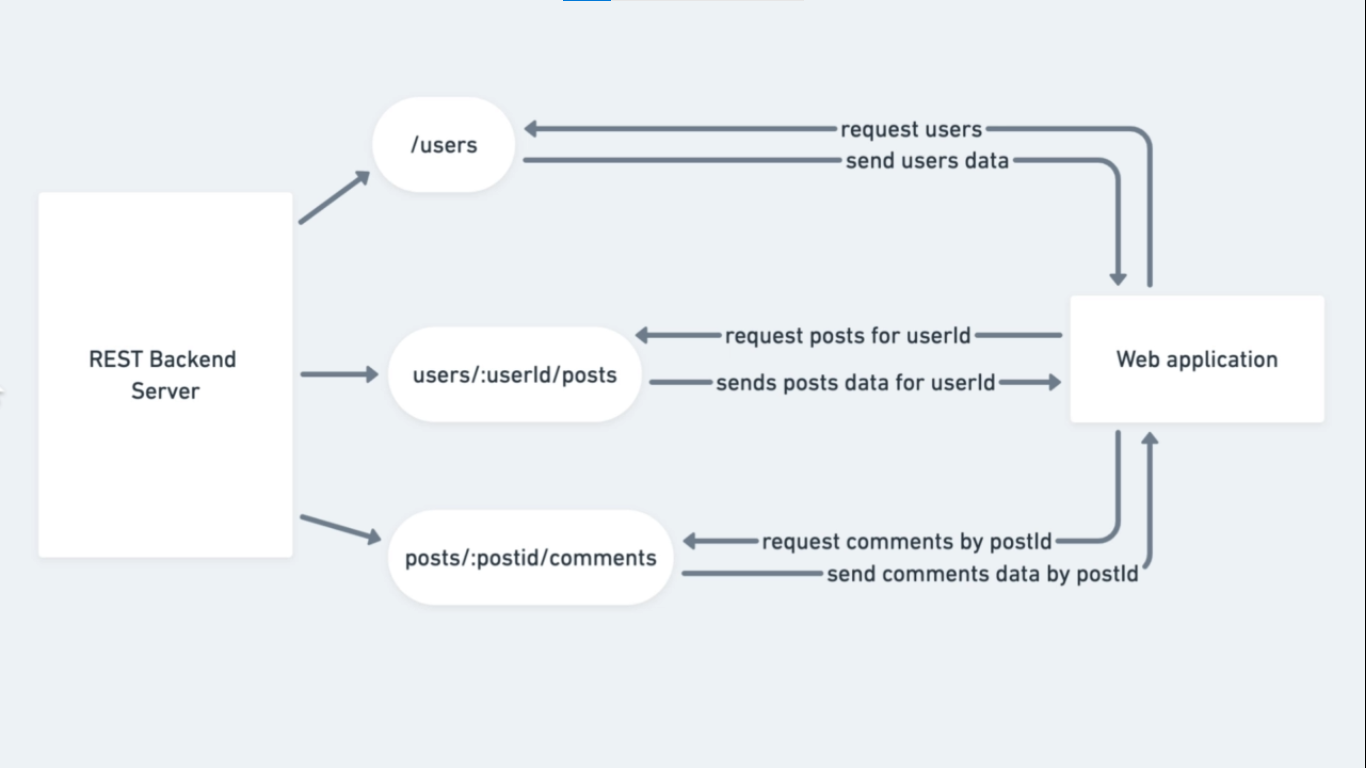 /users
request users
send users data
REST Backend
Server
users/:userId/posts
request posts for userId
sends posts data for userId
Web application
posts/:postid/comments
request comments by postId
send comments data by postId